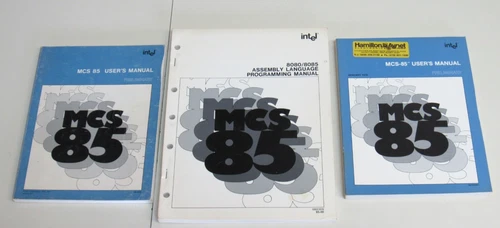 intel
MCS 85 USER'S MANUAL
MCS
85
intel
8080/8085
ASSEMBLY LANGUAGE
PROGRAMMING MANUAL
MCS
85
Hamilton Avnet
intel
MCS-85™ USER'S MANUAL
MCS
85